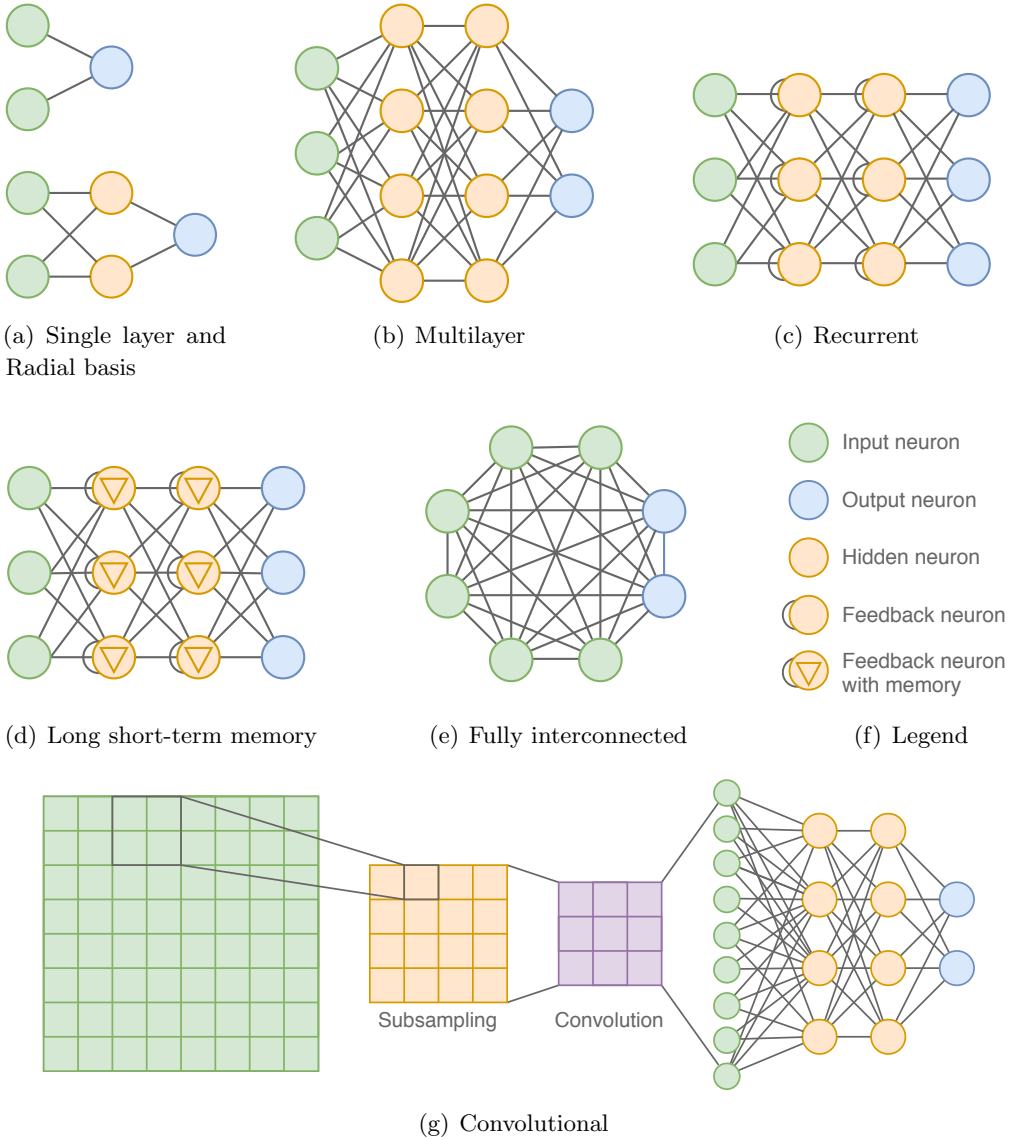 (a) Single layer and
Radial basis
(b) Multilayer
(c) Recurrent
Input neuron
Output neuron
Hidden neuron
Feedback neuron
Feedback neuron
with memory
(d) Long short-term memory
(e) Fully interconnected
(f) Legend
Subsampling
Convolution
(g) Convolutional